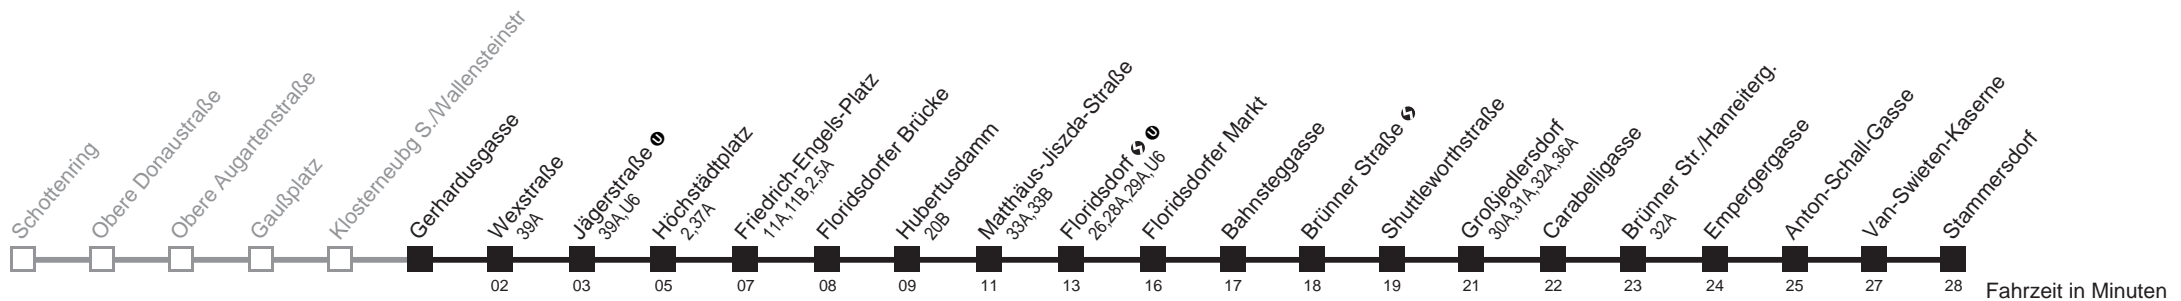 Schottenring
Obere Donaustraße
Obere Augartenstraße
Gaußplatz
Klosterneubg S./Wallensteinstr
Gerhardusgasse
Wexstraße
39A
Jägerstraße U
39A,U6
Höchstädtplatz
2,37A
Friedrich-Engels-Platz
11A,11B,2,5A
Floridsdorfer Brücke
Hubertusdamm
20B
Matthäus-Jiszda-Straße
33A,33B
Floridsdorf S U
26,28A,29A,U6
Floridsdorfer Markt
Bahnsteggasse
Brünner Straße S
Shuttleworthstraße
Großjedlersdorf
30A,31A,32A,36A
Carabelligasse
Brünner Str./Hanreiterg.
32A
Empergergasse
Anton-Schall-Gasse
Van-Swieten-Kaserne
Stammersdorf
02 03 05 07 08 09 11 13 16 17 18 19 21 22 23 24 25 27 28 Fahrzeit in Minuten